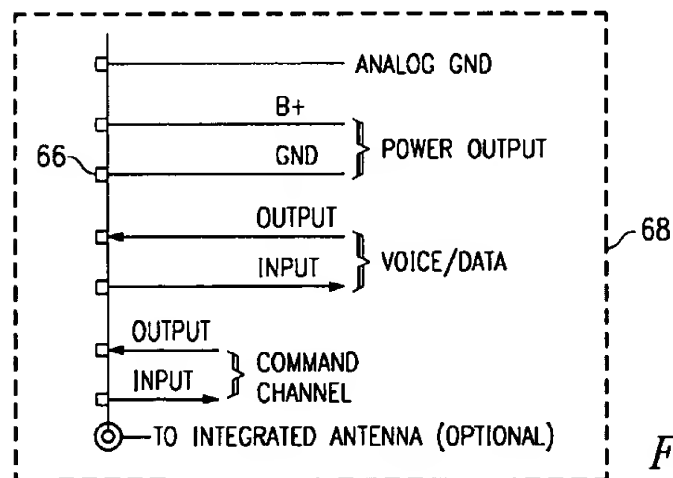 ANALOG GND
B+
66
GND
POWER OUTPUT
OUTPUT
68
VOICE/DATA
INPUT
OUTPUT
COMMAND
CHANNEL
INPUT
TO INTEGRATED ANTENNA (OPTIONAL)
F